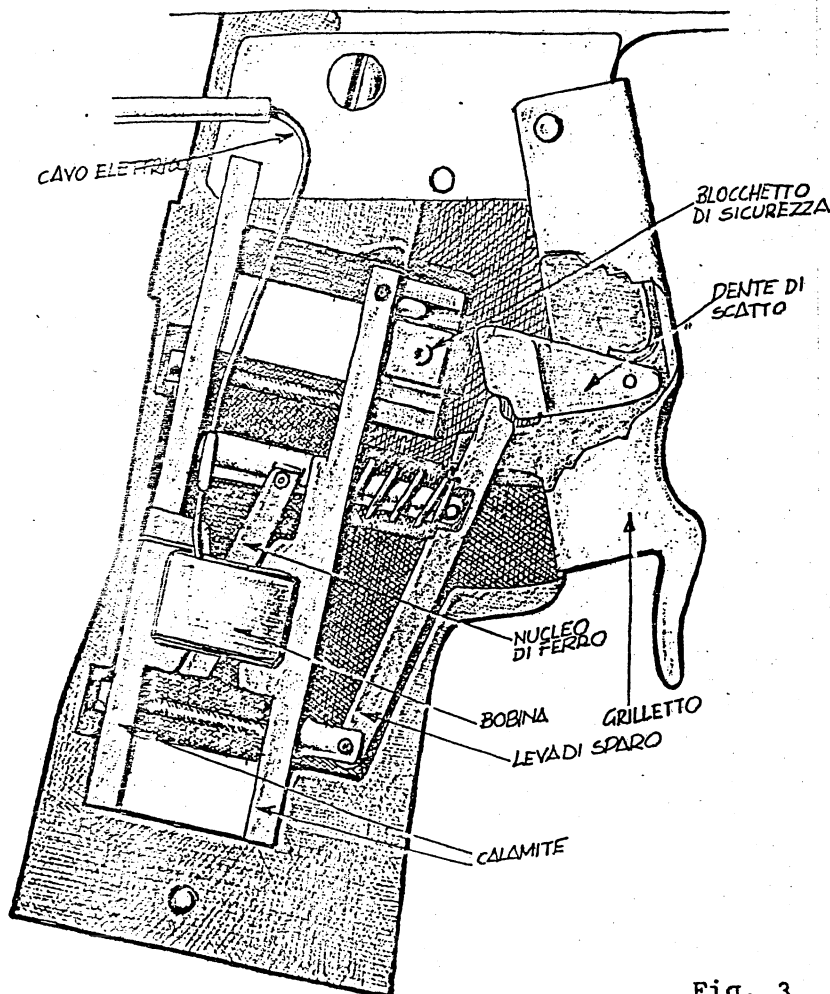 CAVO ELETTRICO
BLOCCHETTO
DI SICUREZZA
DENTE DI
SCATTO
NUCLEO
DI FERRO
BOBINA
GRILLETTO
LEVA DI SPARO
CALAMITE
Fig. 3